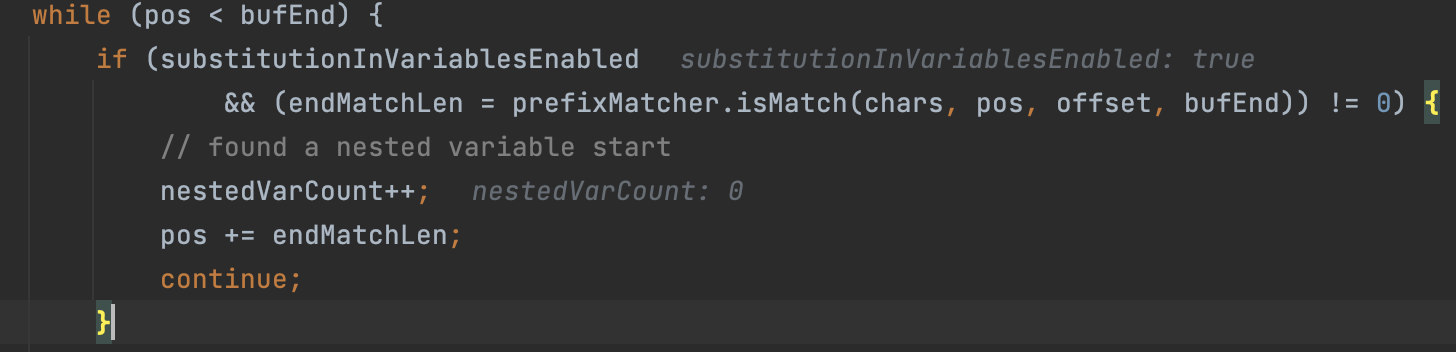 while (pos < bufEnd) {
if (substitutionInVariablesEnabled substitutionInVariablesEnabled: true
&& (endMatchLen = prefixMatcher.isMatch(chars, pos, offset, bufEnd)) != 0) {
// found a nested variable start
nestedVarCount++; nestedVarCount: 0
pos += endMatchLen;
continue;
}